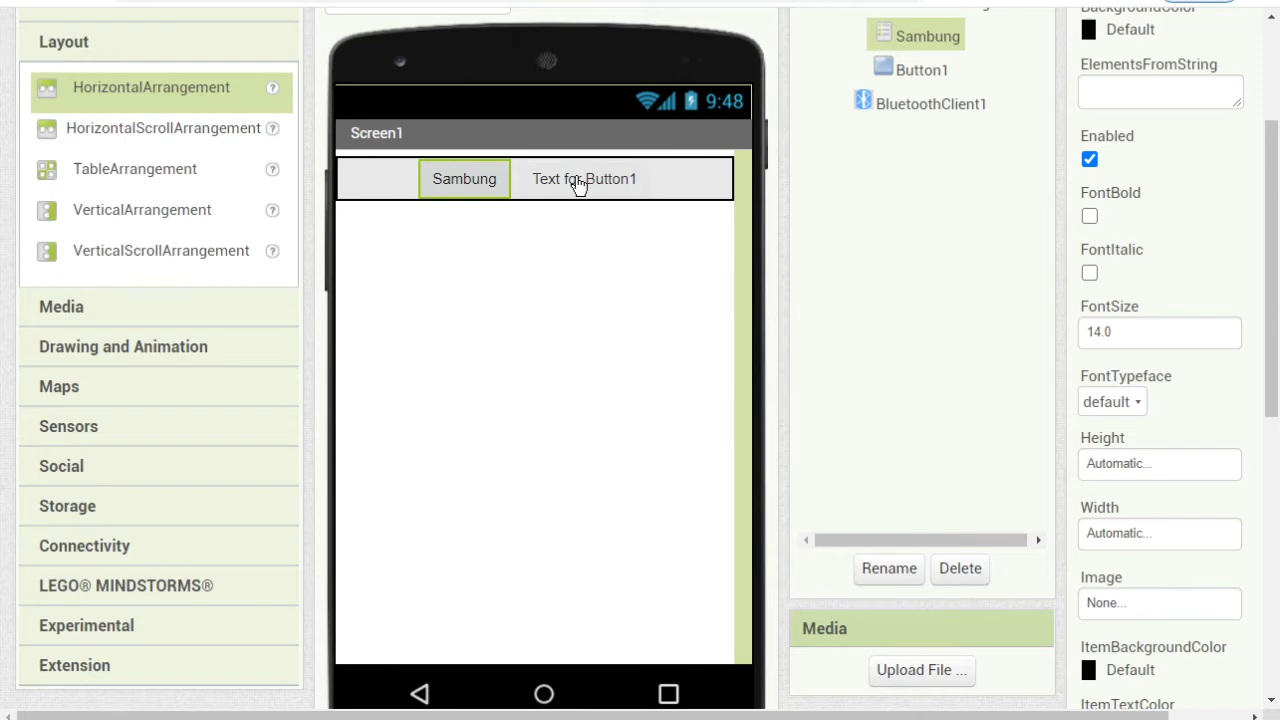 Layout
HorizontalArrangement ?
HorizontalScrollArrangement ?
TableArrangement ?
VerticalArrangement ?
VerticalScrollArrangement ?
Media
Drawing and Animation
Maps
Sensors
Social
Storage
Connectivity
LEGO® MINDSTORMS®
Experimental
Extension
9:48
Screen1
Sambung
Text for Button1
Sambung
Button1
BluetoothClient1
Rename
Delete
Media
Upload File ...
BackgroundColor
Default
ElementsFromString
Enabled
FontBold
FontItalic
FontSize
14.0
FontTypeface
default
Height
Automatic...
Width
Automatic...
Image
None...
ItemBackgroundColor
Default
ItemTextColor